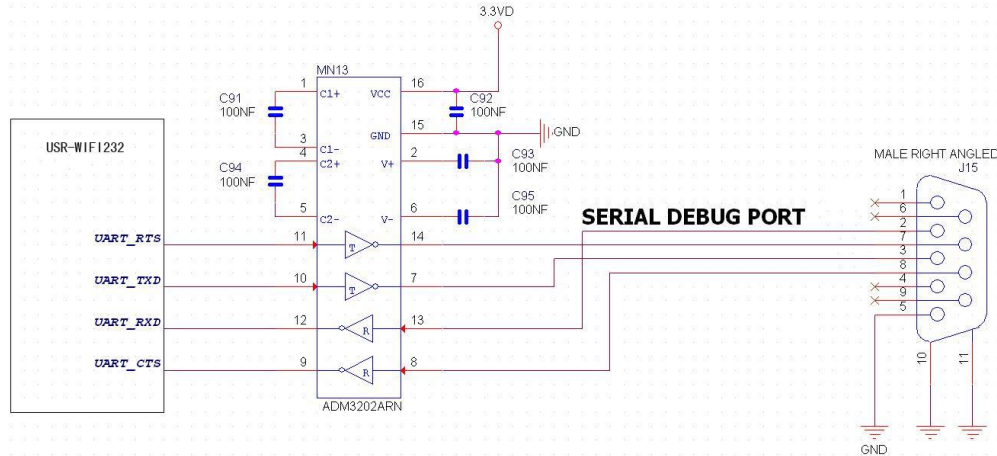 3.3VD
MN13
1
C1+
VCC
16
C91
100NF
C92
100NF
GND
15
GND
3
C1-
4
C2+
V+
2
C93
100NF
C94
100NF
5
C2-
V-
6
C95
100NF
USR-WIFI232
UART_RTS
11
T
14
UART_TXD
10
T
7
UART_RXD
12
R
13
UART_CTS
9
R
8
ADM3202ARN
SERIAL DEBUG PORT
MALE RIGHT ANGLED
J15
1
6
2
7
3
8
4
9
5
10
11
GND